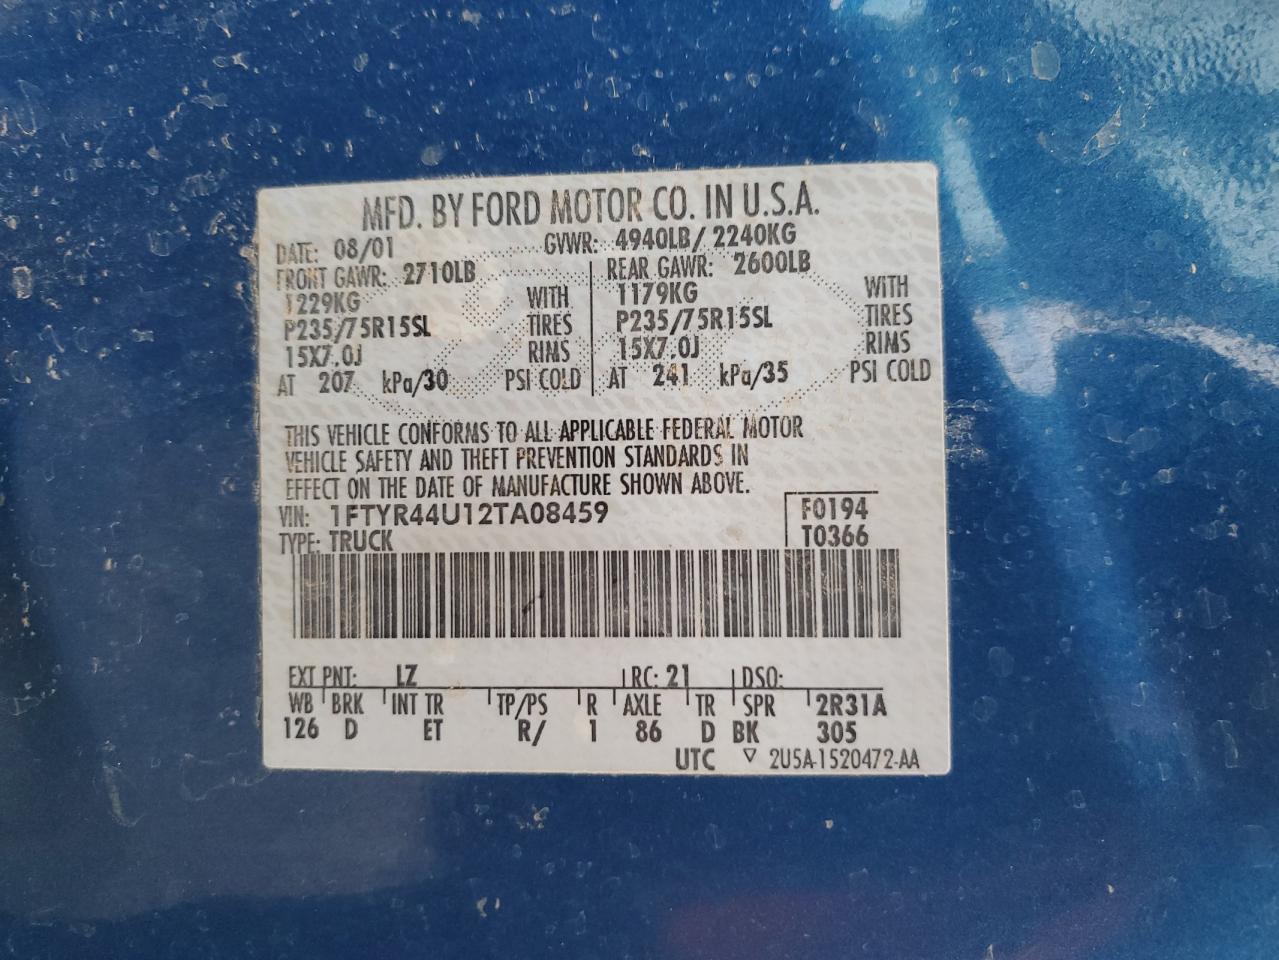 MFD. BY FORD MOTOR CO. IN U.S.A.
DATE: 08/01 GVWR: 4940LB/ 2240KG
FRONT GAWR: 2710LB REAR GAWR: 2600LB
1229KG WITH 1179KG WITH
P235/75R15SL TIRES P235/75R15SL TIRES
15X7.0J RIMS 15X7.0J RIMS
AT 207 kPa/30 PSI COLD AT 241 kPa/35 PSI COLD
THIS VEHICLE CONFORMS TO ALL APPLICABLE FEDERAL MOTOR
VEHICLE SAFETY AND THEFT PREVENTION STANDARDS IN
EFFECT ON THE DATE OF MANUFACTURE SHOWN ABOVE.
VIN: 1FTYR44U12TA08459 F0194
TYPE: TRUCK T0366
EXT PNT: LZ RC: 21 DSO:
WB BRK INT TR TP/PS R AXLE TR SPR 2R31A
126 D ET R/ 1 86 D BK 305
UTC ▽ 2U5A-1520472-AA